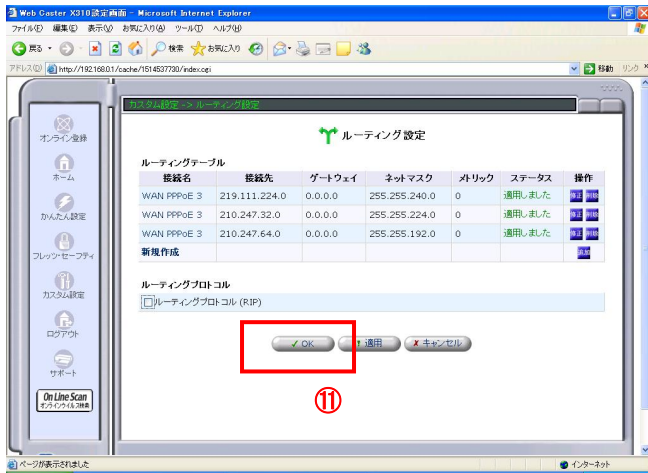 Web Caster X310設定画面 - Microsoft Internet Explorer
ファイル(F) 編集(E) 表示(V) お気に入り(A) ツール(T) ヘルプ(H)
戻る 検索 お気に入り
アドレス(D) http://192.168.0.1/cache/1514537730/index.cgi 移動 リンク
カスタム設定 -> ルーティング設定
オンライン登録
ホーム
かんたん設定
フレッツ・セーフティ
カスタム設定
ログアウト
サポート
On Line Scan
オンラインウイルス検索
ルーティング設定
ルーティングテーブル
接続名 接続先 ゲートウェイ ネットマスク メトリック ステータス 操作
WAN PPPoE 3 219.111.224.0 0.0.0.0 255.255.240.0 0 適用しました 修正 削除
WAN PPPoE 3 210.247.32.0 0.0.0.0 255.255.224.0 0 適用しました 修正 削除
WAN PPPoE 3 210.247.64.0 0.0.0.0 255.255.192.0 0 適用しました 修正 削除
新規作成 追加
ルーティングプロトコル
ルーティングプロトコル (RIP)
✓ OK ! 適用 ✗ キャンセル
⑪
ページが表示されました インターネット